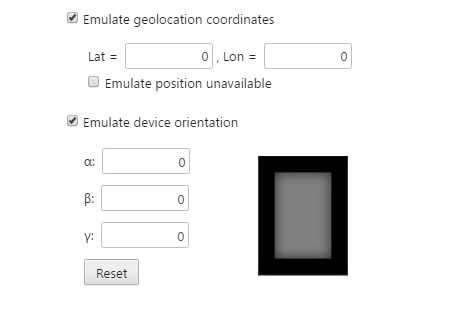 Emulate geolocation coordinates
Lat = 0 , Lon = 0
Emulate position unavailable
Emulate device orientation
α: 0
β: 0
γ: 0
Reset